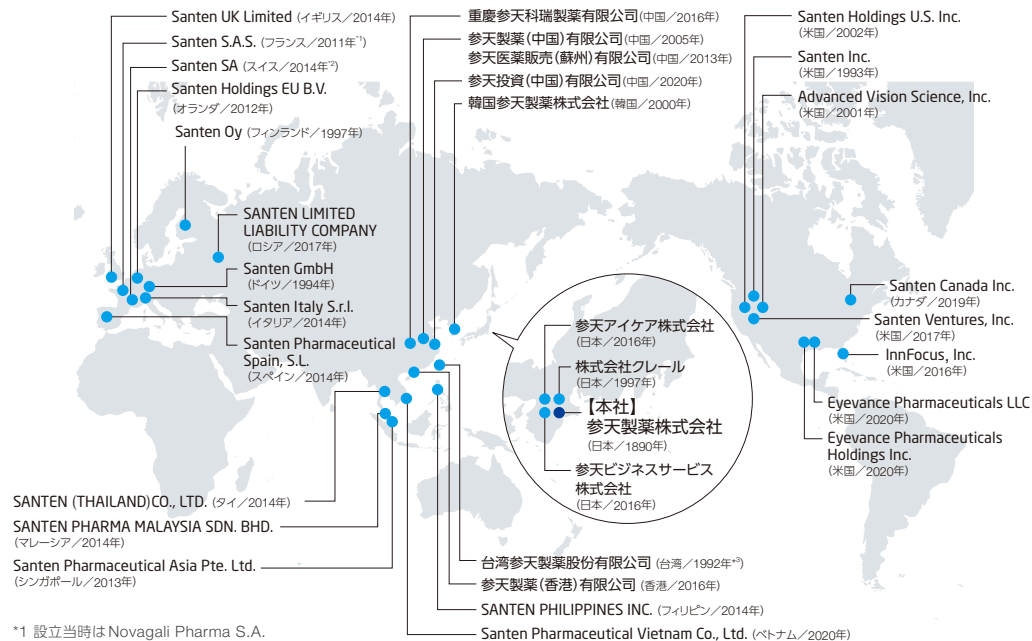 Santen UK Limited (イギリス／2014年)
Santen S.A.S. (フランス／2011年*1)
Santen SA (スイス／2014年*2)
Santen Holdings EU B.V.
(オランダ／2012年)
Santen Oy (フィンランド／1997年)
SANTEN LIMITED
LIABILITY COMPANY
(ロシア／2017年)
Santen GmbH
(ドイツ／1994年)
Santen Italy S.r.l.
(イタリア／2014年)
Santen Pharmaceutical
Spain, S.L.
(スペイン／2014年)
重慶参天科瑞製薬有限公司(中国／2016年)
参天製薬(中国)有限公司(中国／2005年)
参天医薬販売(蘇州)有限公司(中国／2013年)
参天投資(中国)有限公司(中国／2020年)
韓国参天製薬株式会社(韓国／2000年)
Santen Holdings U.S. Inc.
(米国／2002年)
Santen Inc.
(米国／1993年)
Advanced Vision Science, Inc.
(米国／2001年)
Santen Canada Inc.
(カナダ／2019年)
Santen Ventures, Inc.
(米国／2017年)
InnFocus, Inc.
(米国／2016年)
Eyevance Pharmaceuticals LLC
(米国／2020年)
Eyevance Pharmaceuticals
Holdings Inc.
(米国／2020年)
参天アイケア株式会社
(日本／2016年)
株式会社クレール
(日本／1997年)
【本社】
参天製薬株式会社
(日本／1890年)
参天ビジネスサービス
株式会社
(日本／2016年)
SANTEN (THAILAND)CO., LTD. (タイ／2014年)
SANTEN PHARMA MALAYSIA SDN. BHD.
(マレーシア／2014年)
Santen Pharmaceutical Asia Pte. Ltd.
(シンガポール／2013年)
台湾参天製薬股份有限公司(台湾／1992年*3)
参天製薬(香港)有限公司(香港／2016年)
SANTEN PHILIPPINES INC. (フィリピン／2014年)
Santen Pharmaceutical Vietnam Co., Ltd. (ベトナム／2020年)
*1 設立当時はNovagali Pharma S.A.